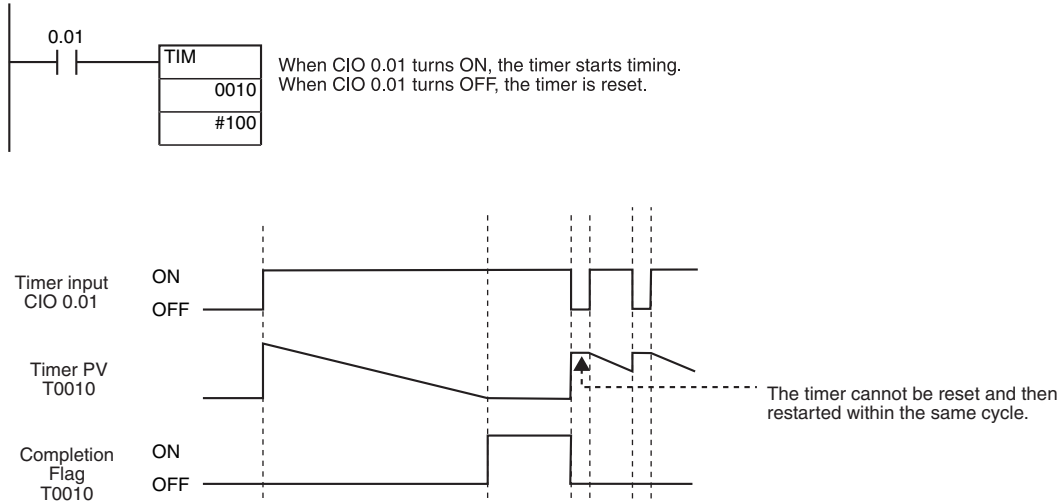 0.01
TIM
0010
#100
When CIO 0.01 turns ON, the timer starts timing.
When CIO 0.01 turns OFF, the timer is reset.
Timer input
CIO 0.01
ON
OFF
Timer PV
T0010
The timer cannot be reset and then
restarted within the same cycle.
Completion
Flag
T0010
ON
OFF